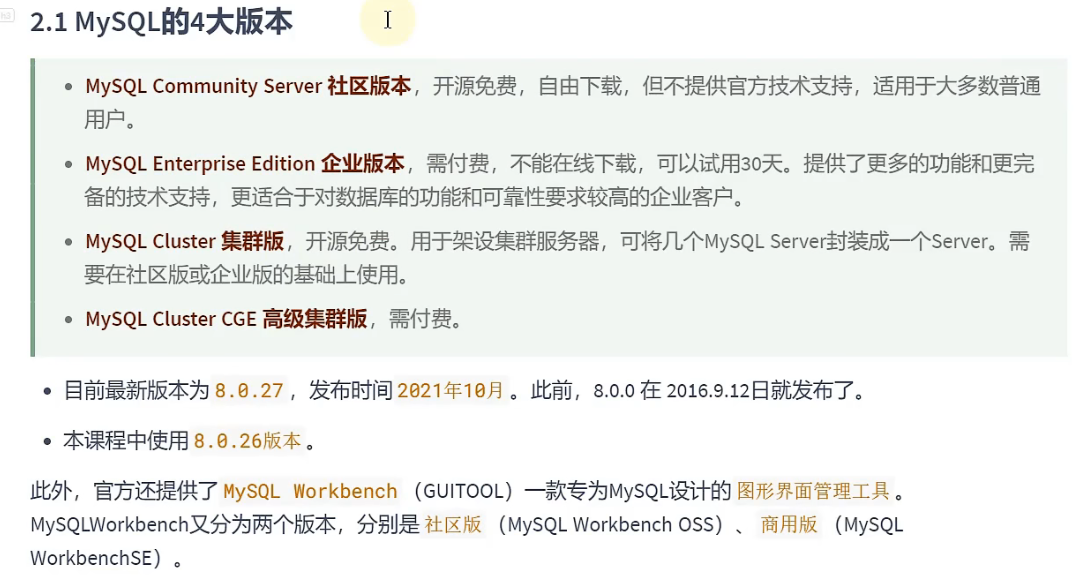 2.1 MySQL的4大版本
MySQL Community Server 社区版本，开源免费，自由下载，但不提供官方技术支持，适用于大多数普通
用户。
MySQL Enterprise Edition 企业版本，需付费，不能在线下载，可以试用30天。提供了更多的功能和更完
备的技术支持，更适合于对数据库的功能和可靠性要求较高的企业客户。
MySQL Cluster 集群版，开源免费。用于架设集群服务器，可将几个MySQL Server封装成一个Server。需
要在社区版或企业版的基础上使用。
MySQL Cluster CGE 高级集群版，需付费。
目前最新版本为 8.0.27 ，发布时间 2021年10月 。此前，8.0.0 在 2016.9.12日就发布了。
本课程中使用 8.0.26版本 。
此外，官方还提供了 MySQL Workbench （GUITOOL）一款专为MySQL设计的 图形界面管理工具 。
MySQLWorkbench又分为两个版本，分别是 社区版 （MySQL Workbench OSS）、 商用版 （MySQL
WorkbenchSE）。